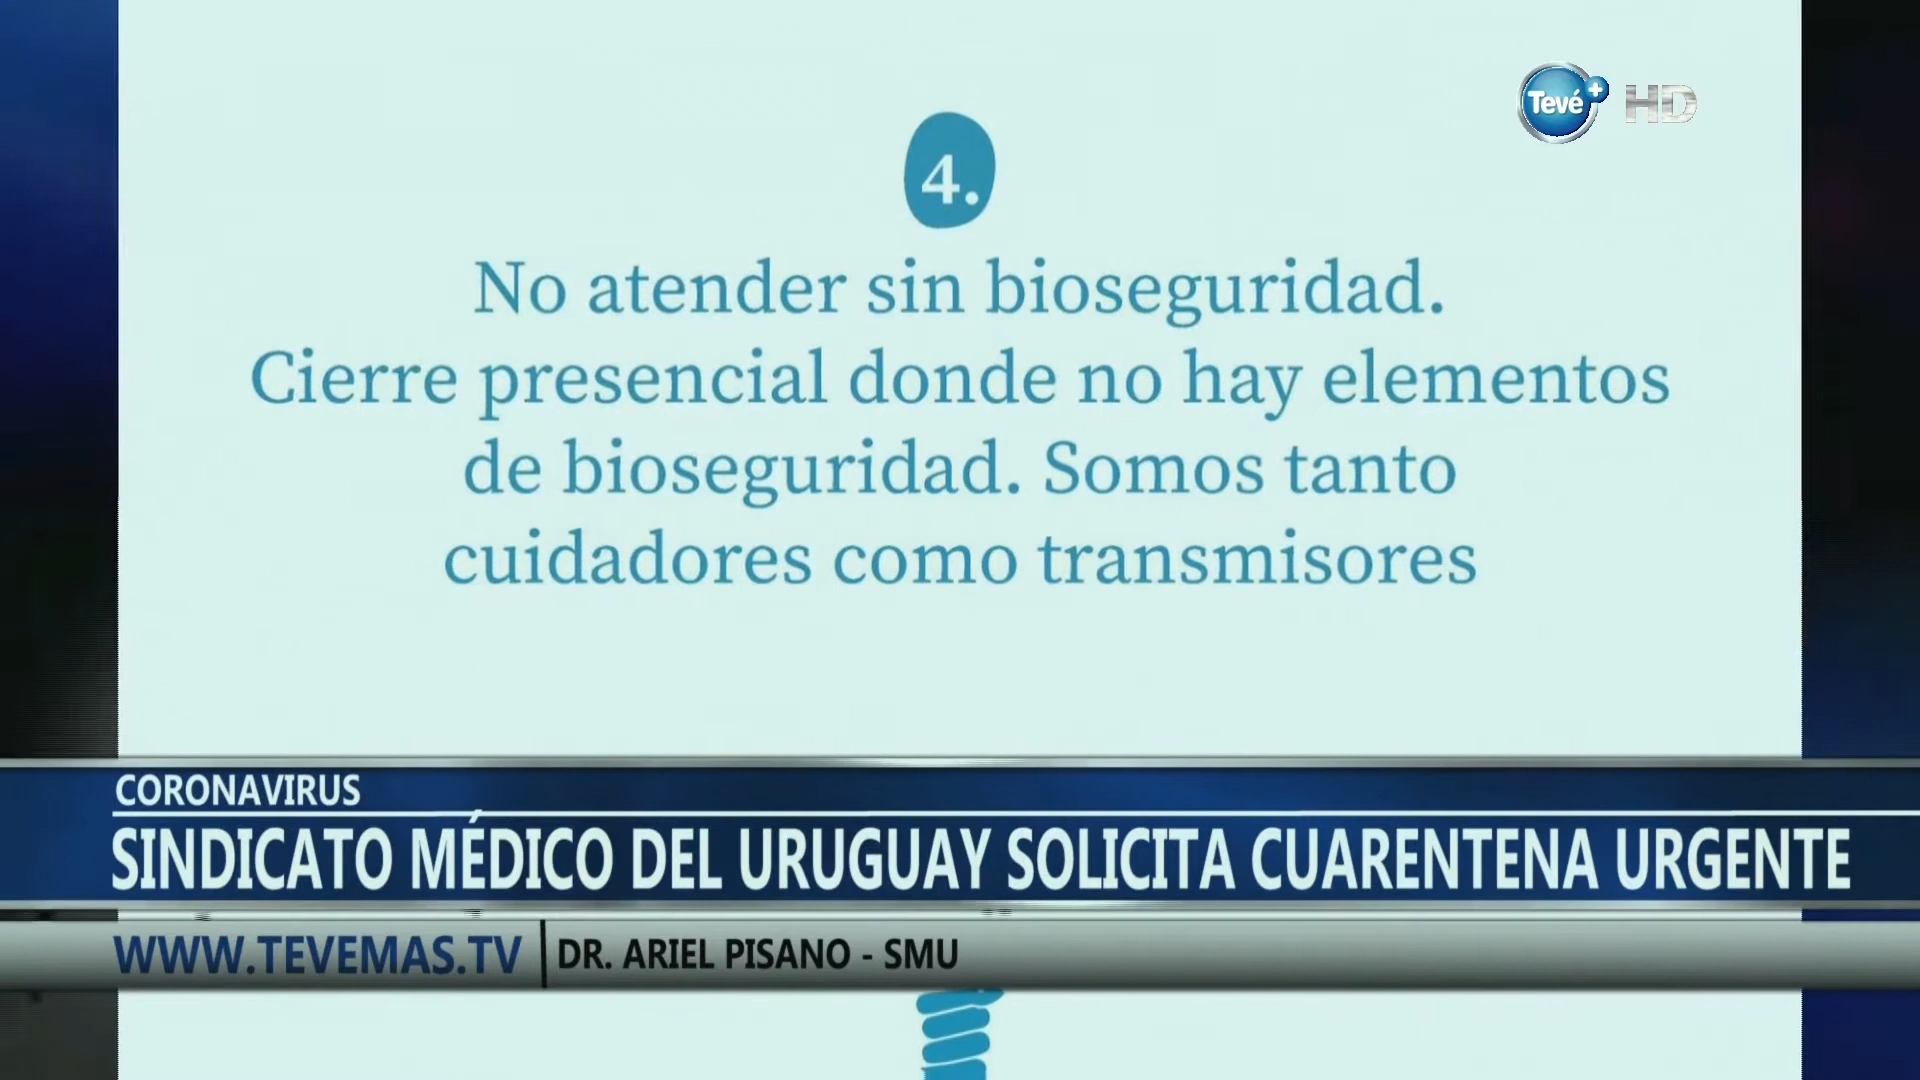 Tevé+ HD
4.
No atender sin bioseguridad.
Cierre presencial donde no hay elementos
de bioseguridad. Somos tanto
cuidadores como transmisores
CORONAVIRUS
SINDICATO MÉDICO DEL URUGUAY SOLICITA CUARENTENA URGENTE
WWW.TEVEMAS.TV DR. ARIEL PISANO - SMU